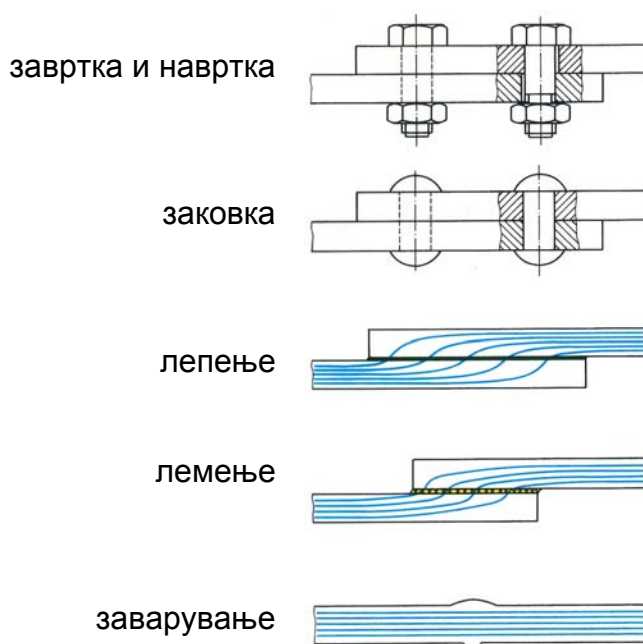 завртка и навртка
заковка
лепење
лемење
заварување